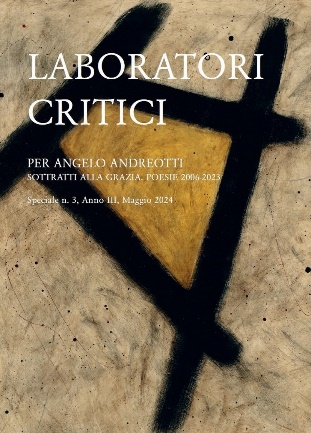 LABORATORI
CRITICI
PER ANGELO ANDREOTTI
SOTTRATTI ALLA GRAZIA. POESIE 2006-2023
Speciale n. 3, Anno III, Maggio 2024